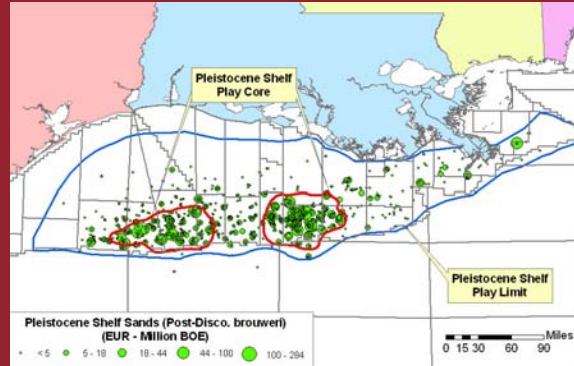 Pleistocene Shelf
Play Core
Pleistocene Shelf
Play Limit
Pleistocene Shelf Sands (Post-Disco. brouweri)
(EUR - Million BOE)
< 5
5 - 18
18 - 44
44 - 100
100 - 284
Miles
0 15 30 60 90